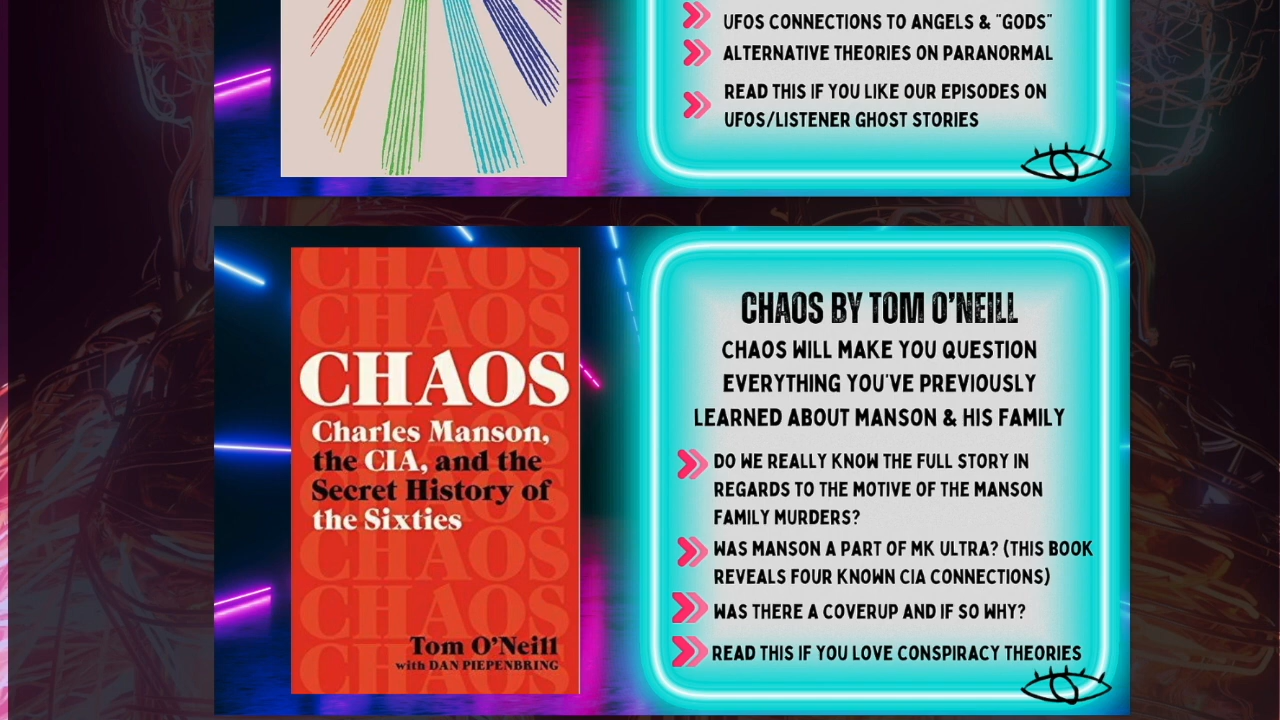 UFOS CONNECTIONS TO ANGELS & "GODS"
ALTERNATIVE THEORIES ON PARANORMAL
READ THIS IF YOU LIKE OUR EPISODES ON
UFOS/LISTENER GHOST STORIES
CHAOS
CHAOS
CHAOS
Charles Manson,
the CIA, and the
Secret History of
the Sixties
CHAOS
CHAOS
CHAOS
Tom O'Neill
with DAN PIEPENBRING
CHAOS BY TOM O'NEILL
CHAOS WILL MAKE YOU QUESTION
EVERYTHING YOU'VE PREVIOUSLY
LEARNED ABOUT MANSON & HIS FAMILY
DO WE REALLY KNOW THE FULL STORY IN
REGARDS TO THE MOTIVE OF THE MANSON
FAMILY MURDERS?
WAS MANSON A PART OF MK ULTRA? (THIS BOOK
REVEALS FOUR KNOWN CIA CONNECTIONS)
WAS THERE A COVERUP AND IF SO WHY?
READ THIS IF YOU LOVE CONSPIRACY THEORIES